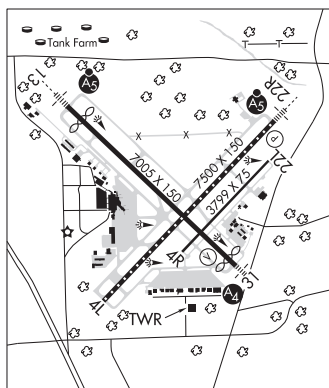 Tank Farm
T T
13
A5
22R
A5
P
x x x
22L
7005 X 150
7500 X 150
3799 X 75
4R
V
31
4L
A4
TWR